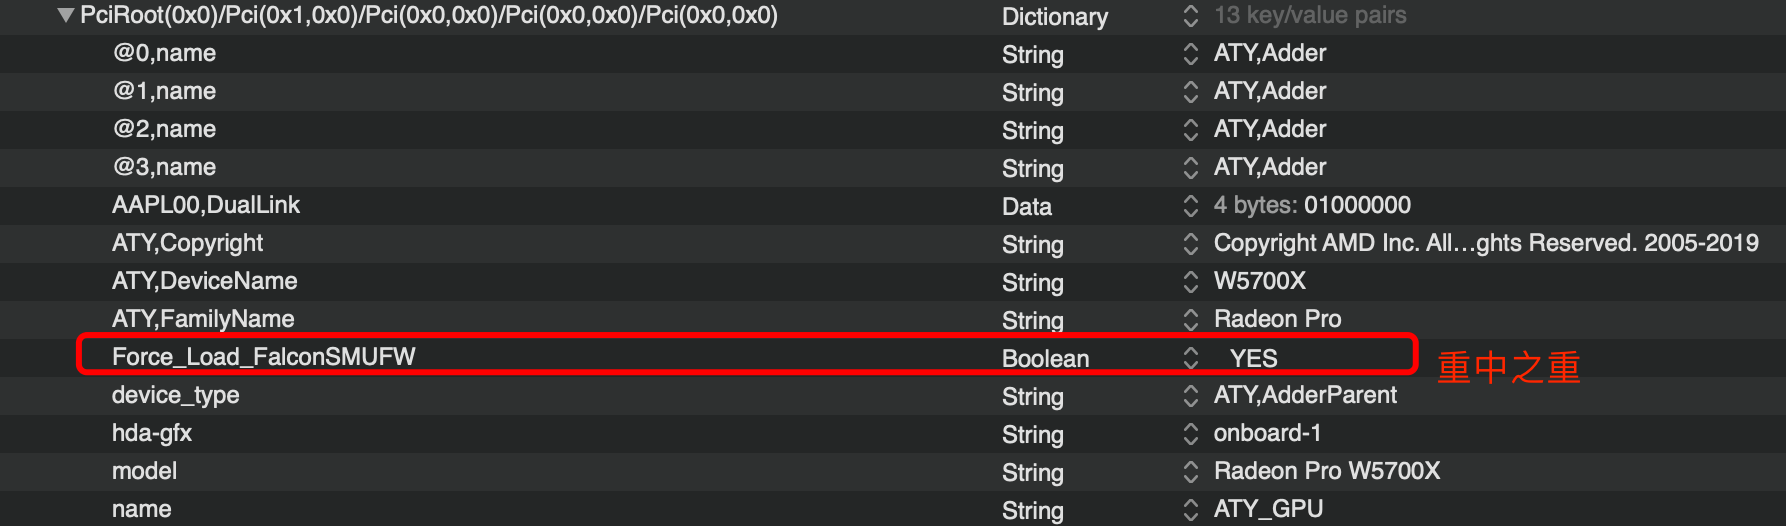 PciRoot(0x0)/Pci(0x1,0x0)/Pci(0x0,0x0)/Pci(0x0,0x0)/Pci(0x0,0x0) Dictionary 13 key/value pairs
@0,name String ATY,Adder
@1,name String ATY,Adder
@2,name String ATY,Adder
@3,name String ATY,Adder
AAPL00,DualLink Data 4 bytes: 01000000
ATY,Copyright String Copyright AMD Inc. All…ghts Reserved. 2005-2019
ATY,DeviceName String W5700X
ATY,FamilyName String Radeon Pro
Force_Load_FalconSMUFW Boolean YES 重中之重
device_type String ATY,AdderParent
hda-gfx String onboard-1
model String Radeon Pro W5700X
name String ATY_GPU